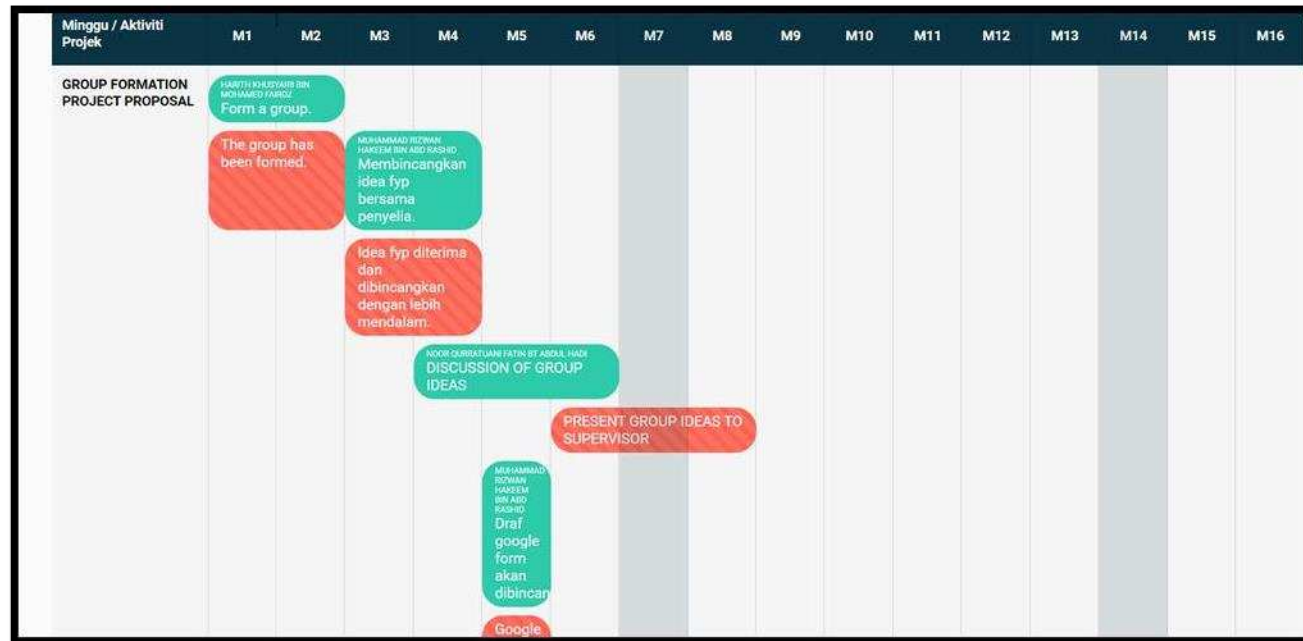 Minggu / Aktiviti
Projek
M1 M2 M3 M4 M5 M6 M7 M8 M9 M10 M11 M12 M13 M14 M15 M16
GROUP FORMATION
PROJECT PROPOSAL
HARITH KHUSYAIRI BIN
MOHAMED FAIROZ
Form a group.
The group has
been formed.
MUHAMMAD RIZWAN
HAKEEM BIN ABD RASHID
Membincangkan
idea fyp
bersama
penyelia.
Idea fyp diterima
dan
dibincangkan
dengan lebih
mendalam.
NOOR QURRATUANI FATIN BT ABDUL HADI
DISCUSSION OF GROUP
IDEAS
PRESENT GROUP IDEAS TO
SUPERVISOR
MUHAMMAD
RIZWAN
HAKEEM
BIN ABD
RASHID
Draf
google
form
akan
dibincan
Google